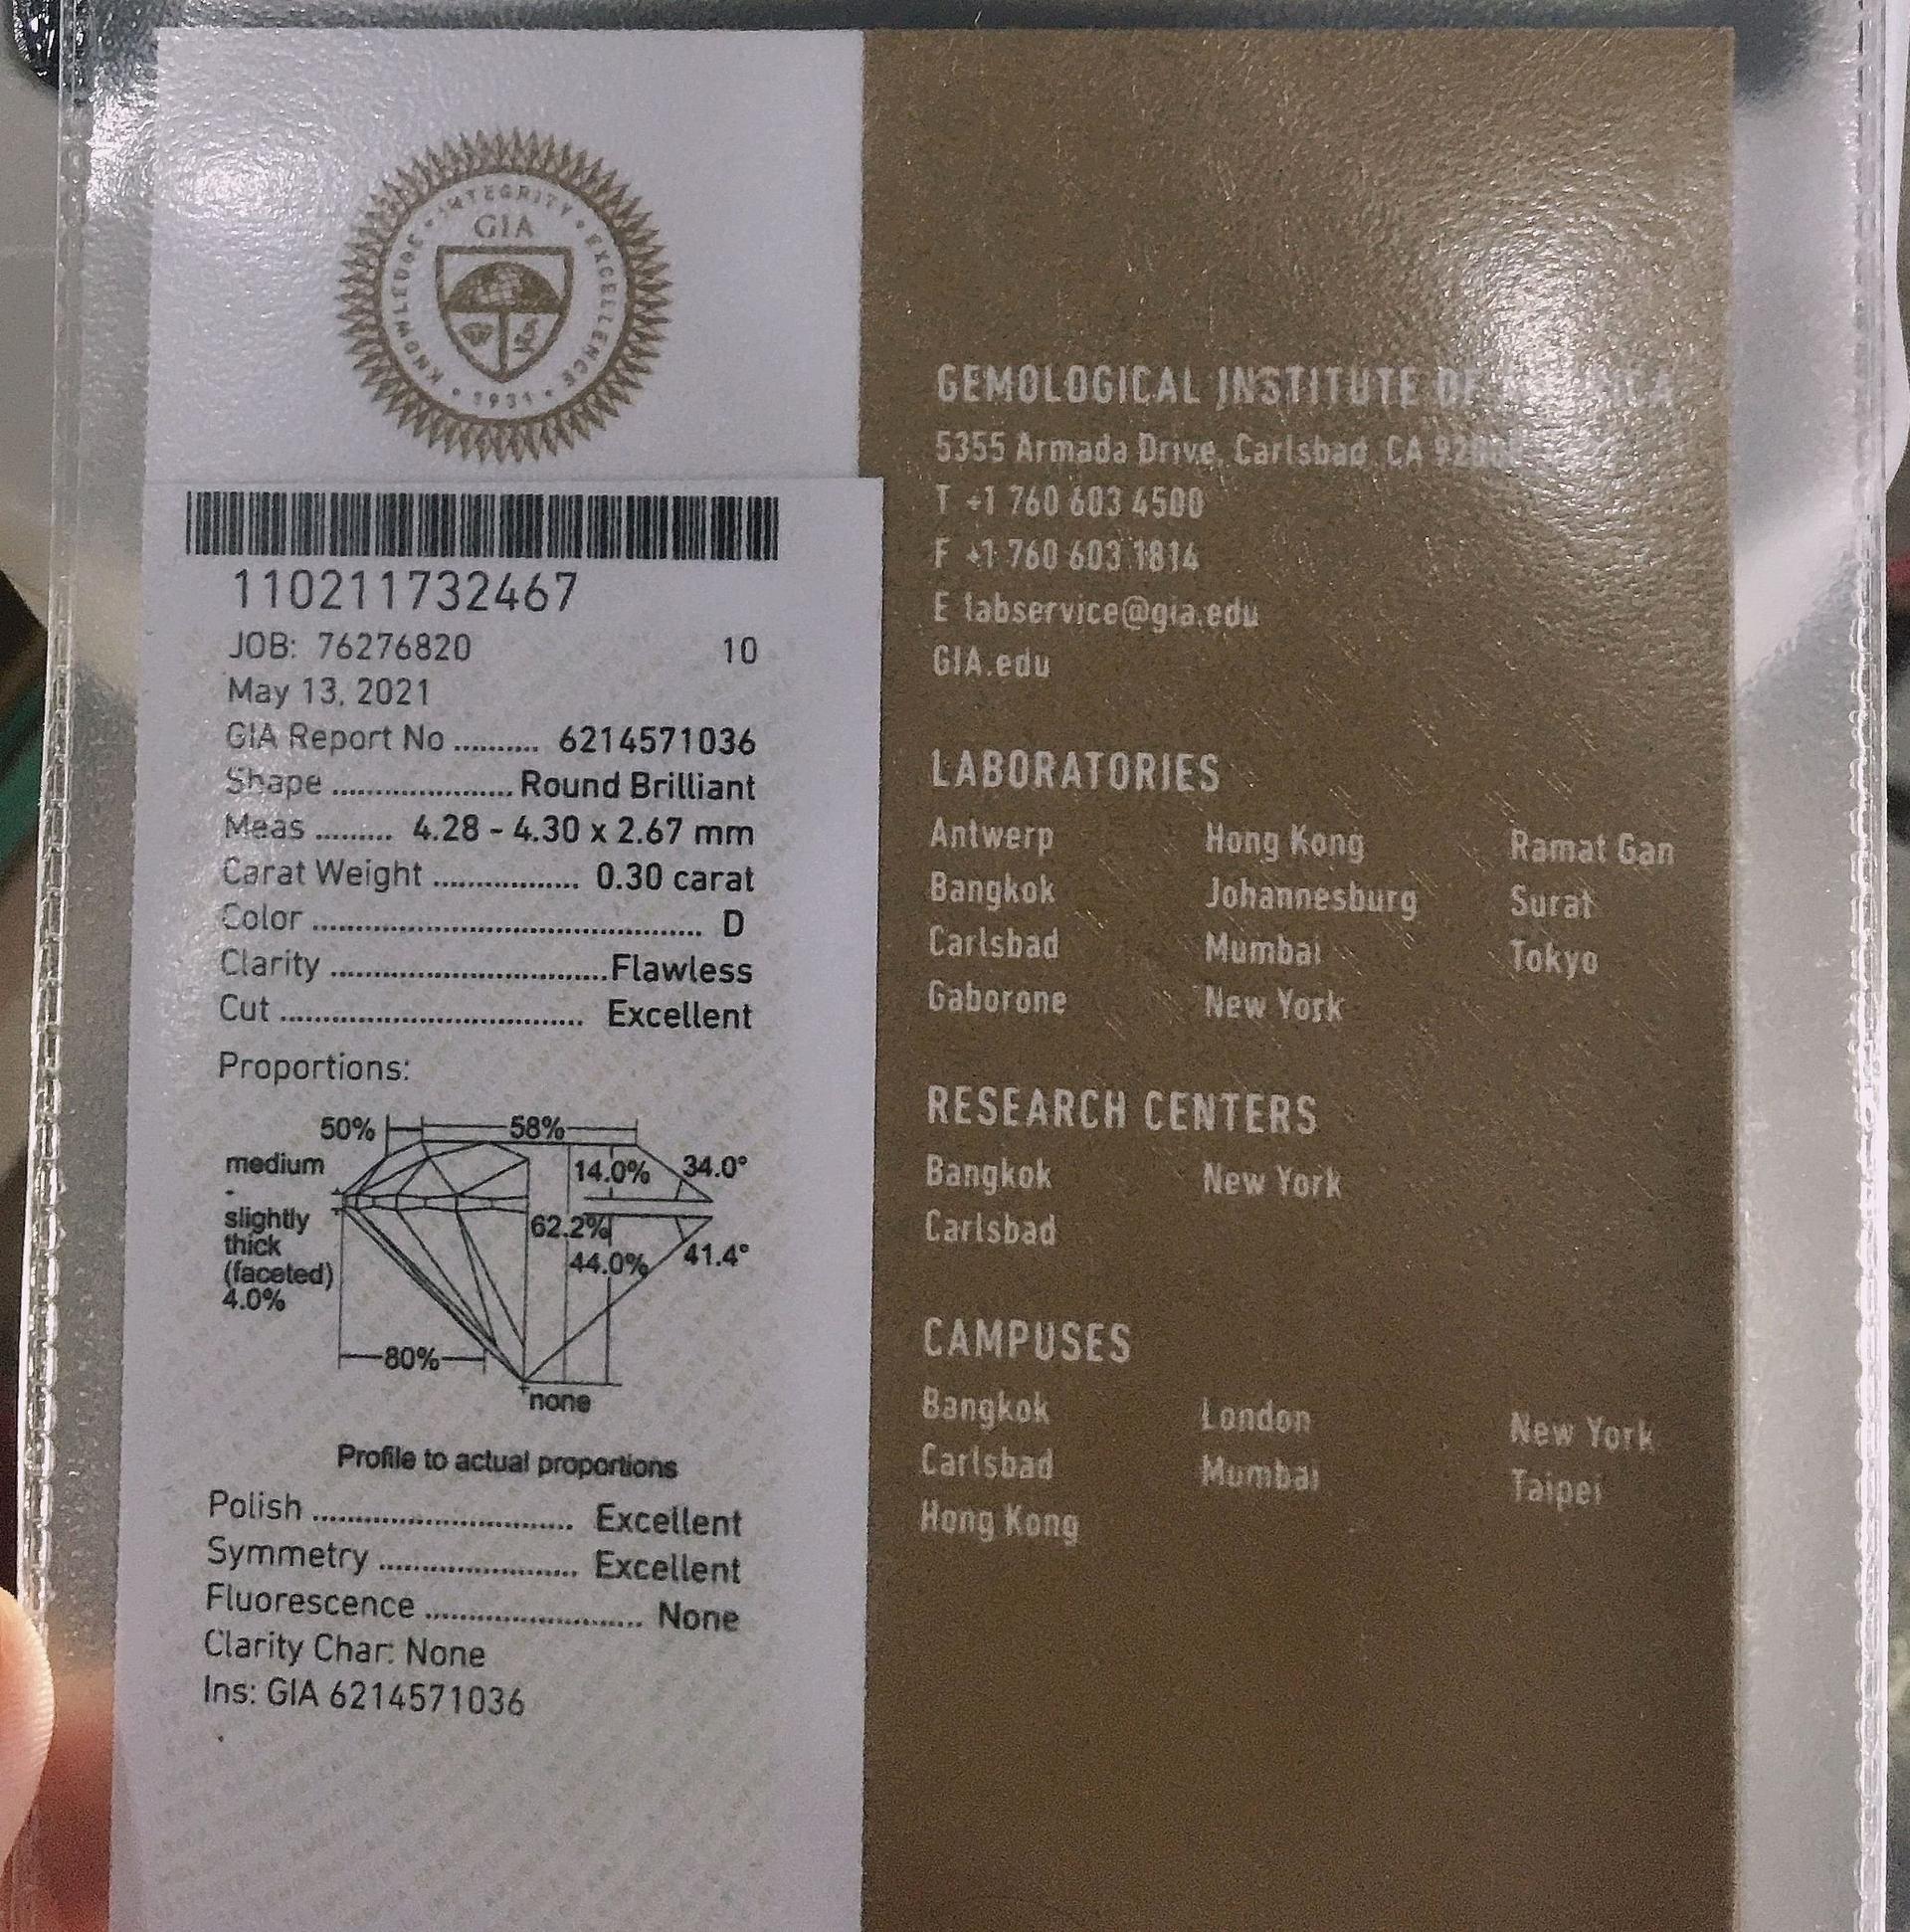 INTEGRITY • EXCELLENCE • 1931 • KNOWLEDGE •
GIA
110211732467
JOB: 76276820 10
May 13, 2021
GIA Report No .......... 6214571036
Shape ..................... Round Brilliant
Meas ......... 4.28 - 4.30 x 2.67 mm
Carat Weight ................. 0.30 carat
Color ............................................. D
Clarity ................................ Flawless
Cut ................................... Excellent
Proportions:
50% 58%
medium 14.0% 34.0°
-
slightly 62.2%
thick 44.0% 41.4°
(faceted)
4.0%
80%
none
Profile to actual proportions
Polish .............................. Excellent
Symmetry ....................... Excellent
Fluorescence ......................... None
Clarity Char: None
Ins: GIA 6214571036
GEMOLOGICAL INSTITUTE OF
5355 Armada Drive, Carlsbad, CA
T +1 760 603 4500
F +1 760 603 1814
E labservice@gia.edu
GIA.edu
LABORATORIES
Antwerp Hong Kong Ramat Gan
Bangkok Johannesburg Surat
Carlsbad Mumbai Tokyo
Gaborone New York
RESEARCH CENTERS
Bangkok New York
Carlsbad
CAMPUSES
Bangkok London New York
Carlsbad Mumbai Taipei
Hong Kong